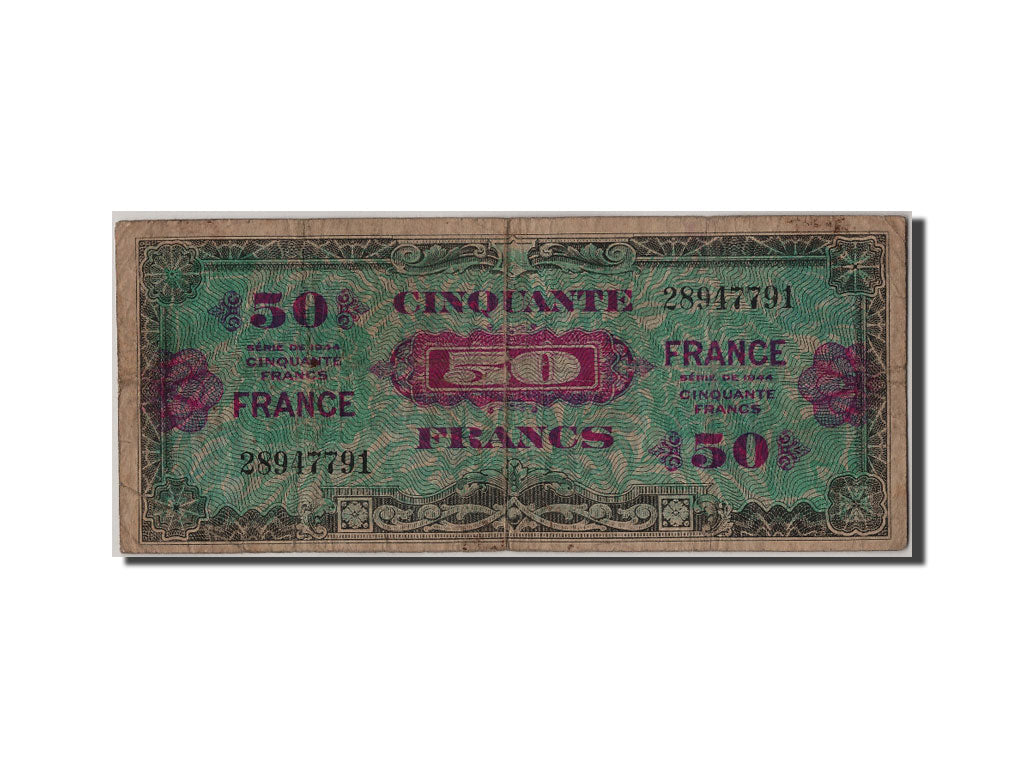 50
SÉRIE DE 1944
CINQUANTE
FRANCS
FRANCE
28947791
CINQUANTE
50
FRANCS
28947791
FRANCE
SÉRIE DE 1944
CINQUANTE
FRANCS
50